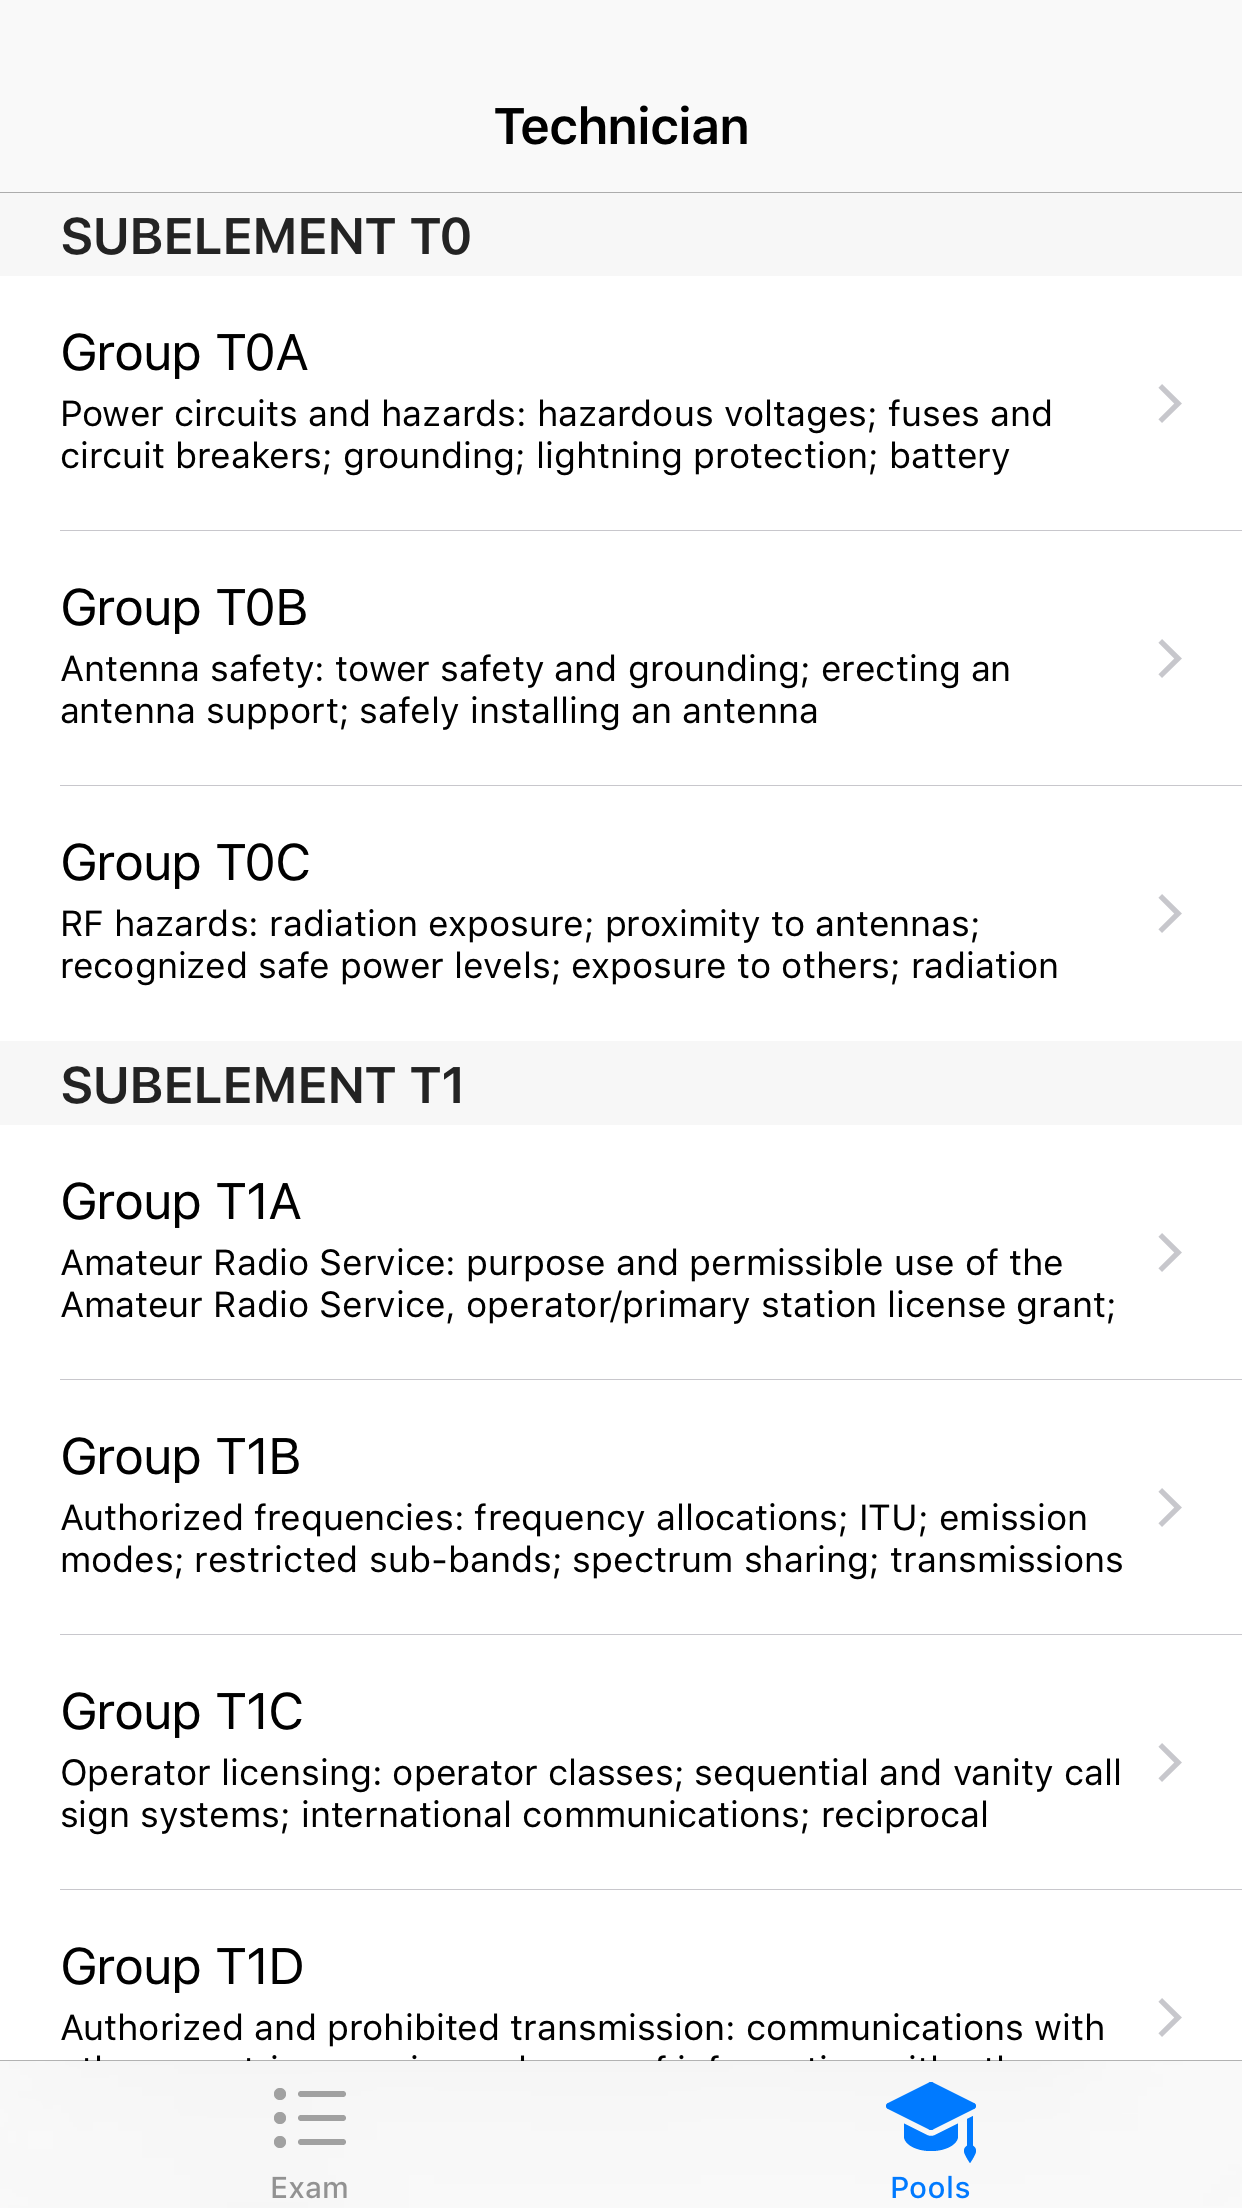 Technician
SUBELEMENT T0
Group T0A
Power circuits and hazards: hazardous voltages; fuses and
circuit breakers; grounding; lightning protection; battery
Group T0B
Antenna safety: tower safety and grounding; erecting an
antenna support; safely installing an antenna
Group T0C
RF hazards: radiation exposure; proximity to antennas;
recognized safe power levels; exposure to others; radiation
SUBELEMENT T1
Group T1A
Amateur Radio Service: purpose and permissible use of the
Amateur Radio Service, operator/primary station license grant;
Group T1B
Authorized frequencies: frequency allocations; ITU; emission
modes; restricted sub-bands; spectrum sharing; transmissions
Group T1C
Operator licensing: operator classes; sequential and vanity call
sign systems; international communications; reciprocal
Group T1D
Authorized and prohibited transmission: communications with
Exam
Pools